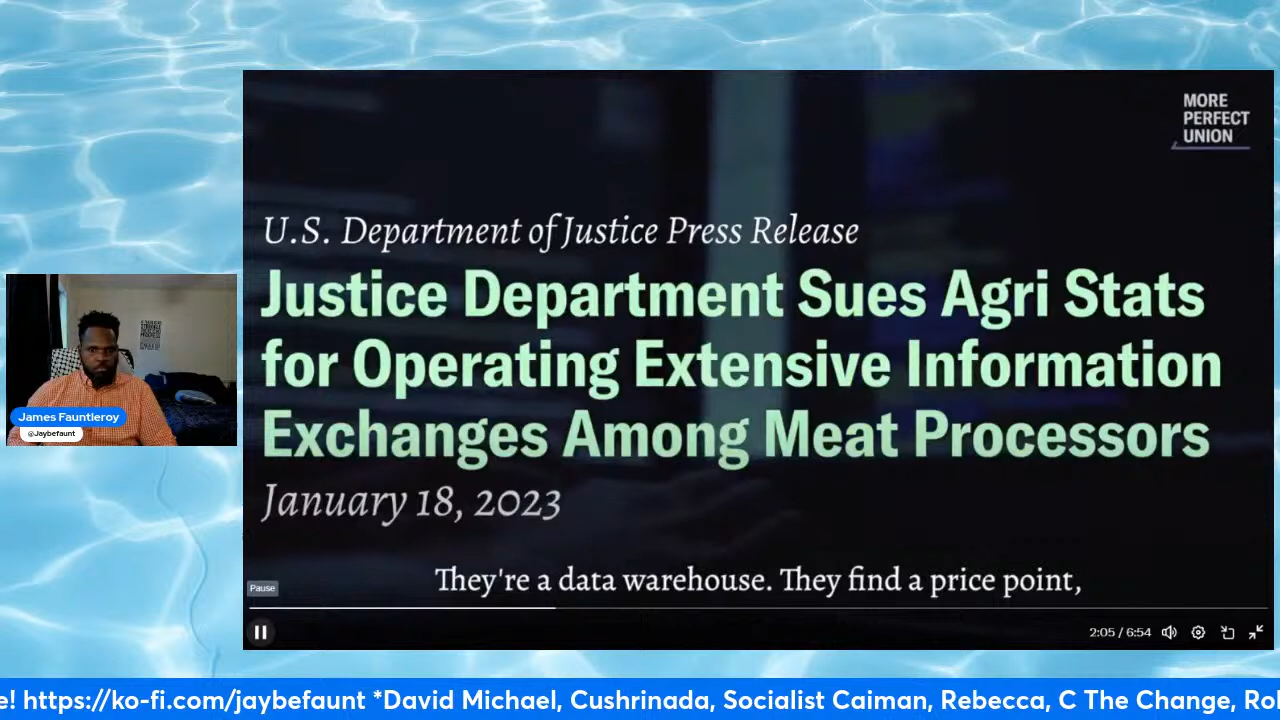 MORE
PERFECT
UNION
U.S. Department of Justice Press Release
Justice Department Sues Agri Stats
for Operating Extensive Information
Exchanges Among Meat Processors
January 18, 2023
They're a data warehouse. They find a price point,
Pause
2:05 / 6:54
James Fauntleroy
@Jaybefaunt
e! https://ko-fi.com/jaybefaunt *David Michael, Cushrinada, Socialist Caiman, Rebecca, C The Change, Rol